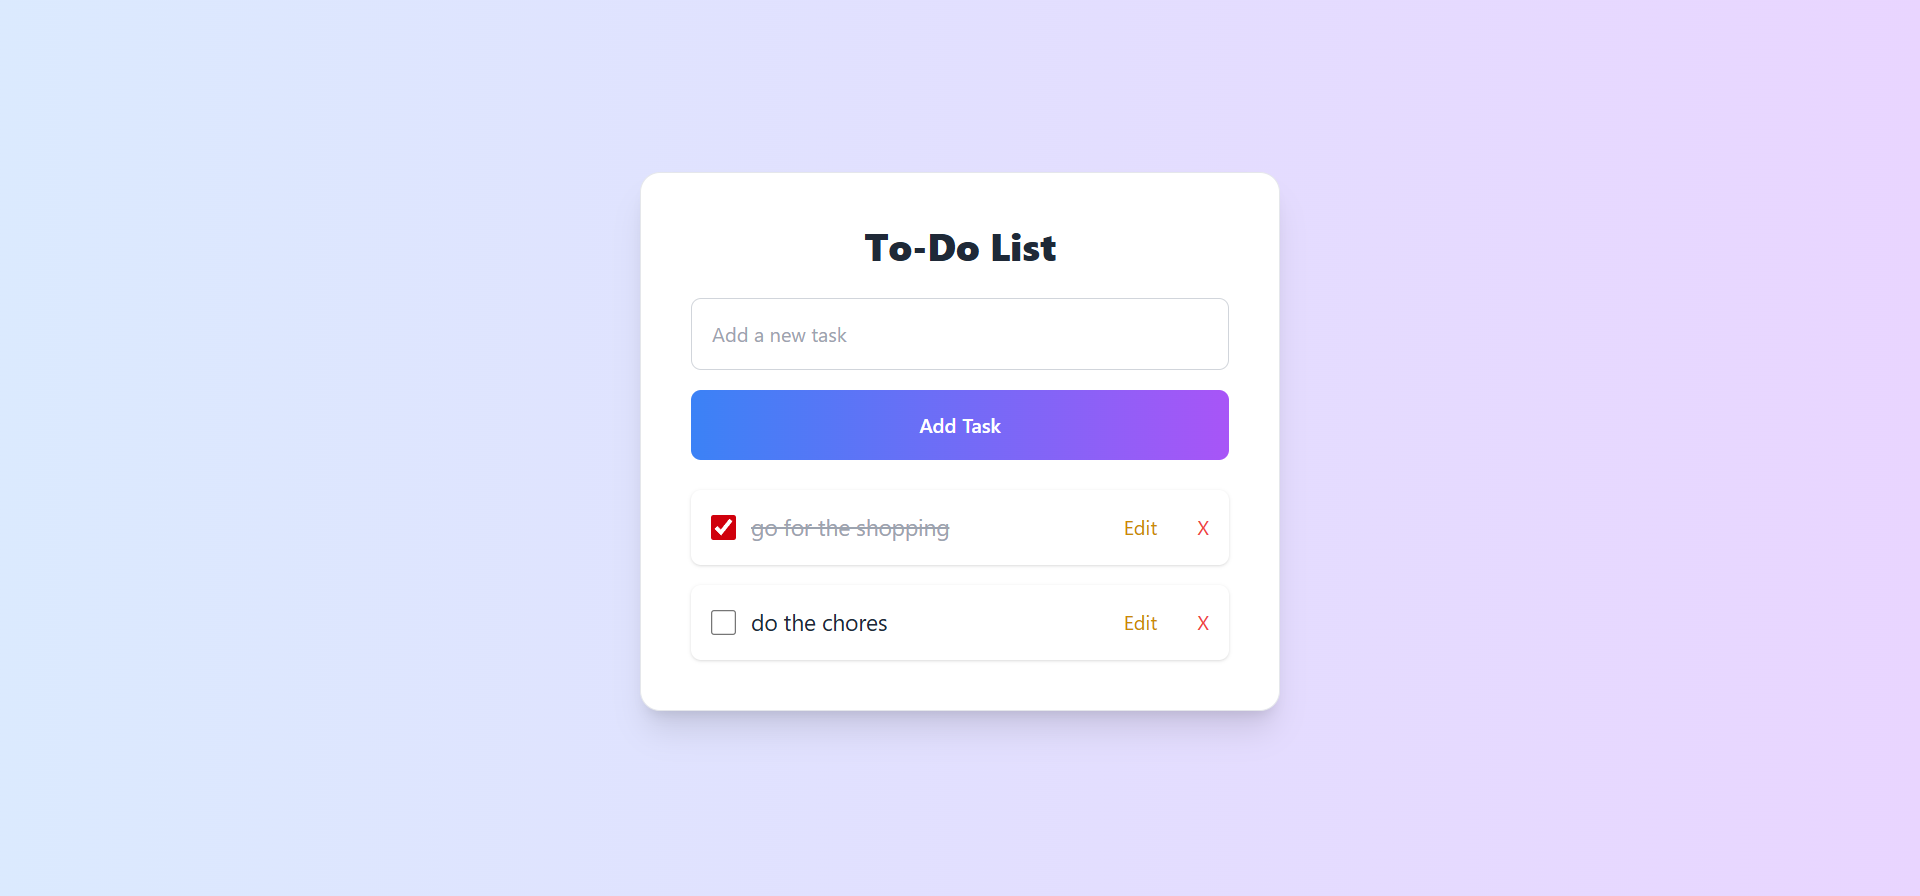 To-Do List
Add a new task
Add Task
go for the shopping Edit X
do the chores Edit X